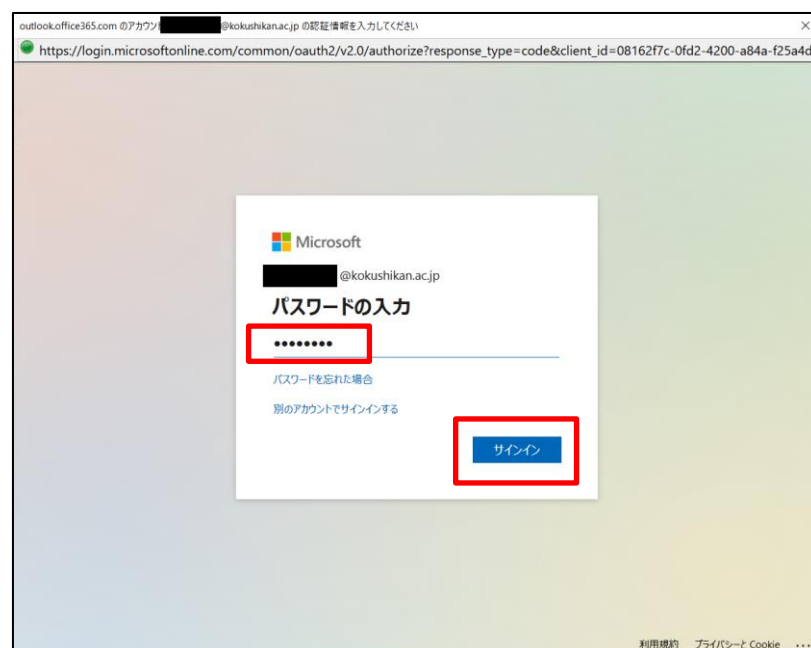 outlook.office365.com のアカウント @kokushikan.ac.jp の認証情報を入力してください
https://login.microsoftonline.com/common/oauth2/v2.0/authorize?response_type=code&client_id=08162f7c-0fd2-4200-a84a-f25a4d
Microsoft
@kokushikan.ac.jp
パスワードの入力
••••••••
パスワードを忘れた場合
別のアカウントでサインインする
サインイン
利用規約 プライバシーと Cookie ...